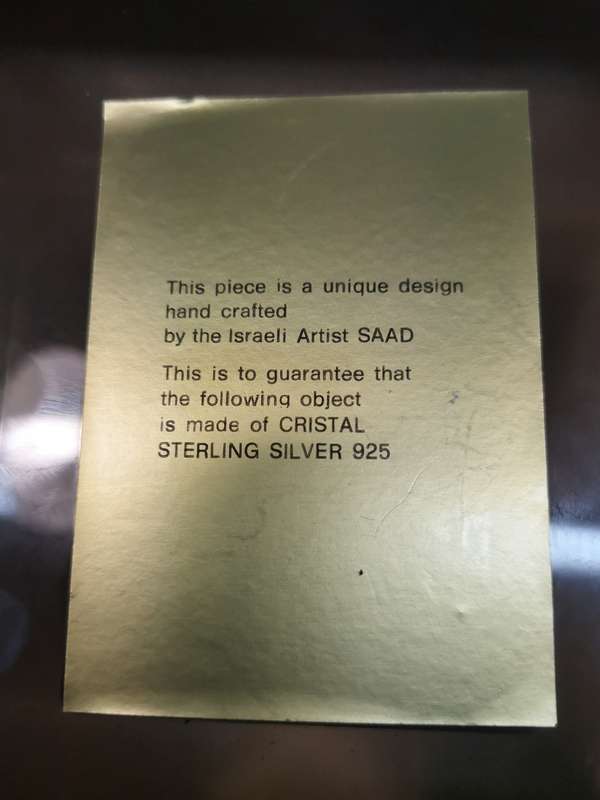 This piece is a unique design
hand crafted
by the Israeli Artist SAAD
This is to guarantee that
the following object
is made of CRISTAL
STERLING SILVER 925